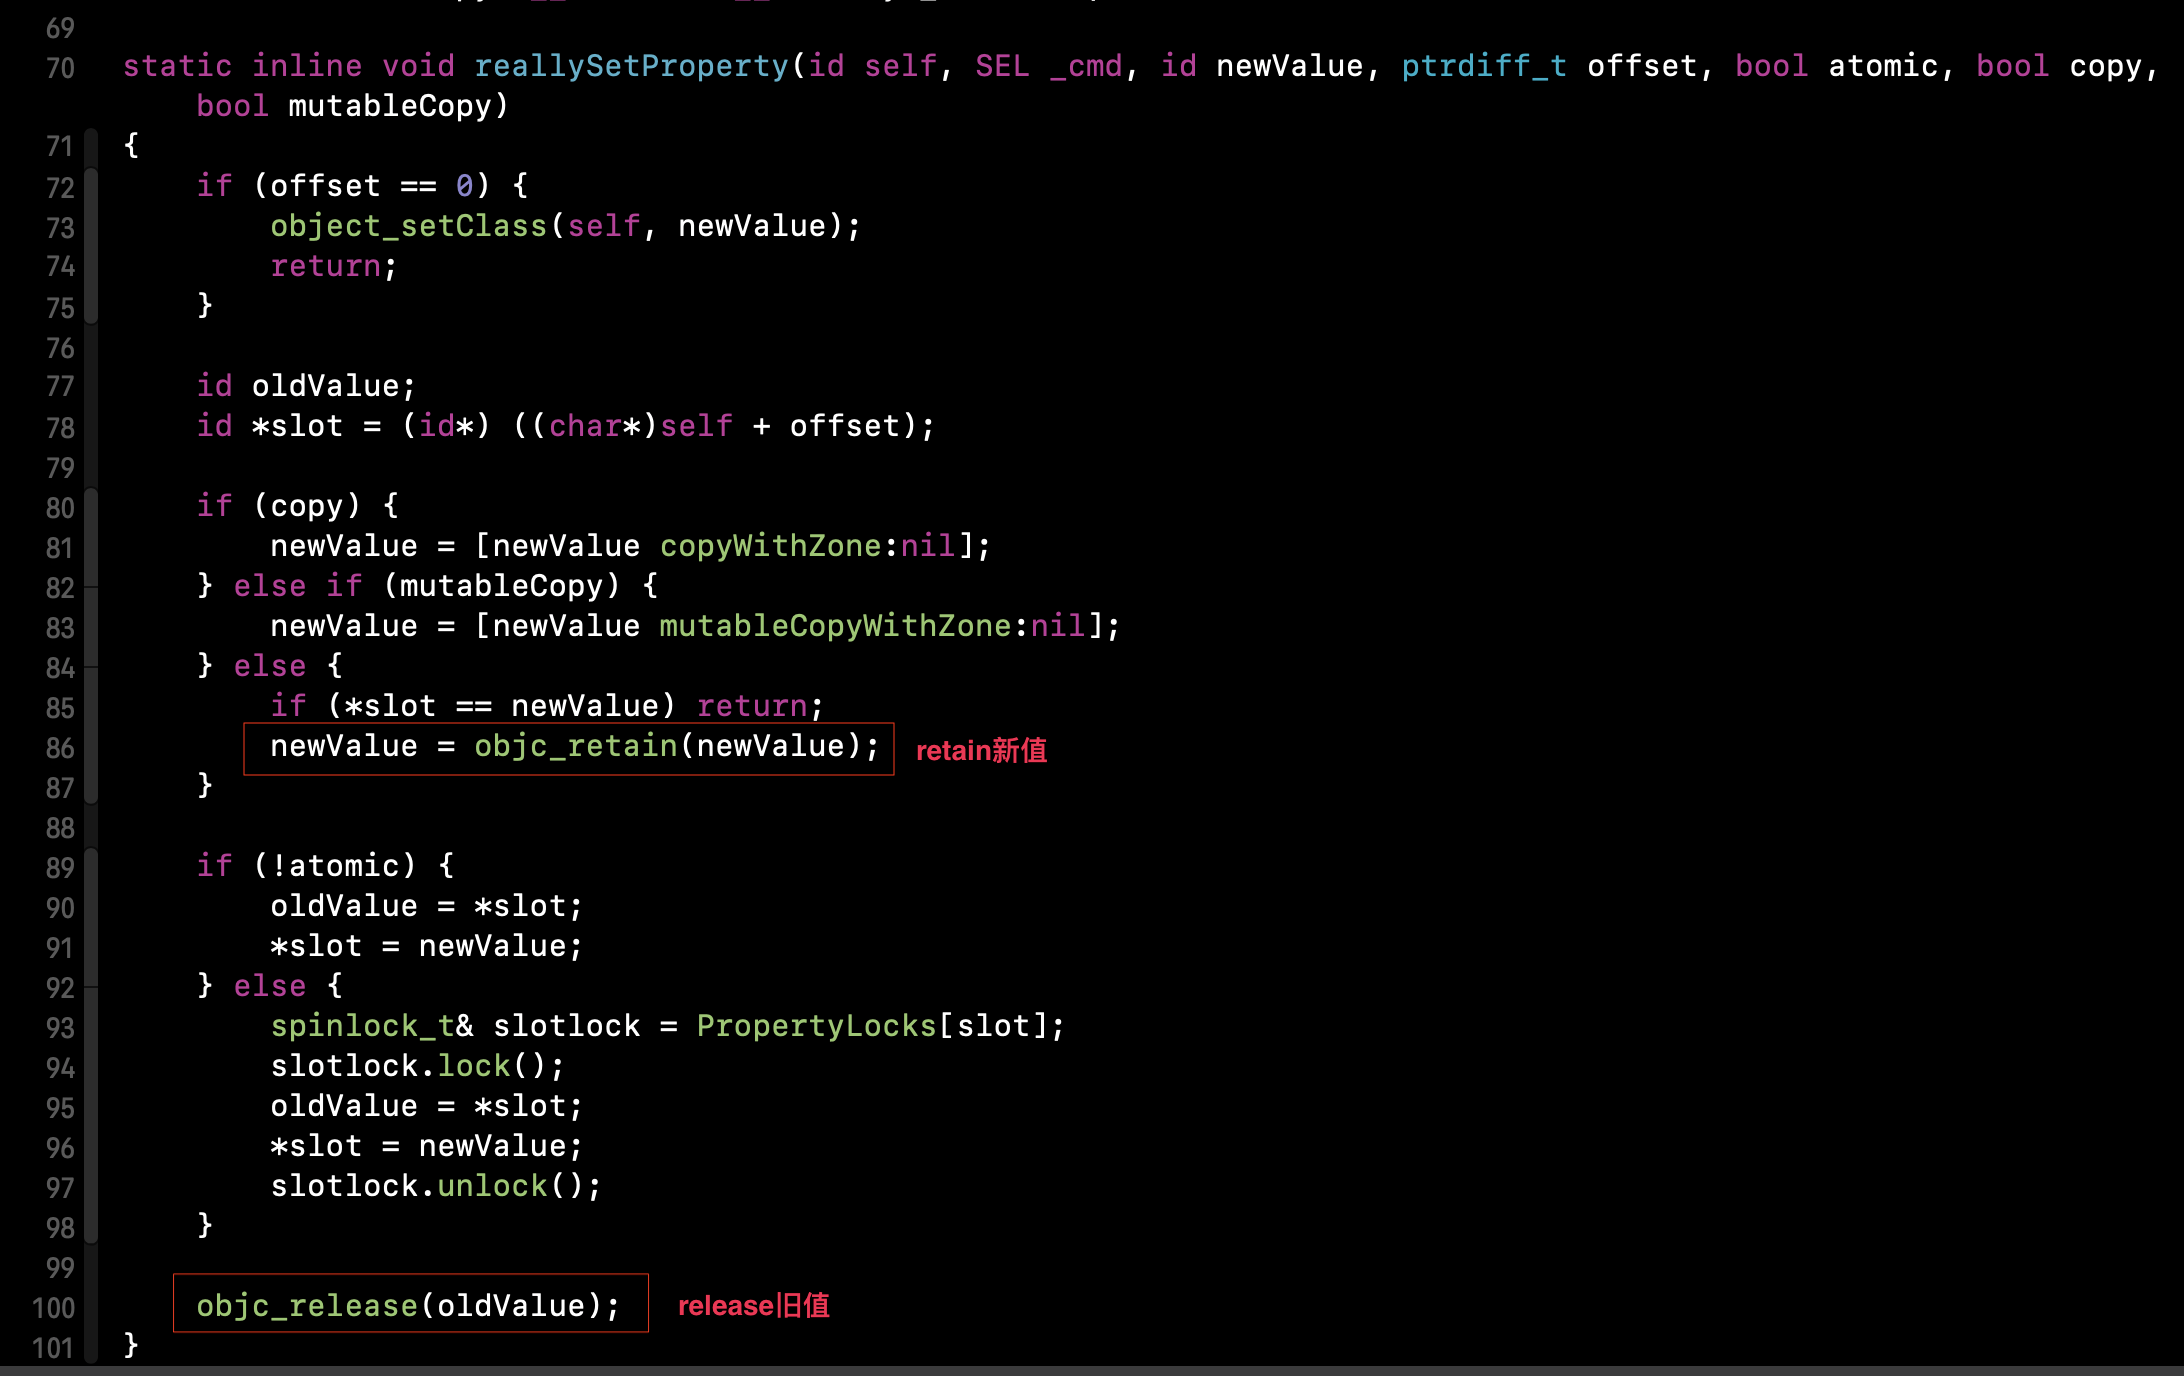 69
70 static inline void reallySetProperty(id self, SEL _cmd, id newValue, ptrdiff_t offset, bool atomic, bool copy,
bool mutableCopy)
71 {
72 if (offset == 0) {
73 object_setClass(self, newValue);
74 return;
75 }
76
77 id oldValue;
78 id *slot = (id*) ((char*)self + offset);
79
80 if (copy) {
81 newValue = [newValue copyWithZone:nil];
82 } else if (mutableCopy) {
83 newValue = [newValue mutableCopyWithZone:nil];
84 } else {
85 if (*slot == newValue) return;
86 newValue = objc_retain(newValue); retain新值
87 }
88
89 if (!atomic) {
90 oldValue = *slot;
91 *slot = newValue;
92 } else {
93 spinlock_t& slotlock = PropertyLocks[slot];
94 slotlock.lock();
95 oldValue = *slot;
96 *slot = newValue;
97 slotlock.unlock();
98 }
99
100 objc_release(oldValue); release旧值
101 }